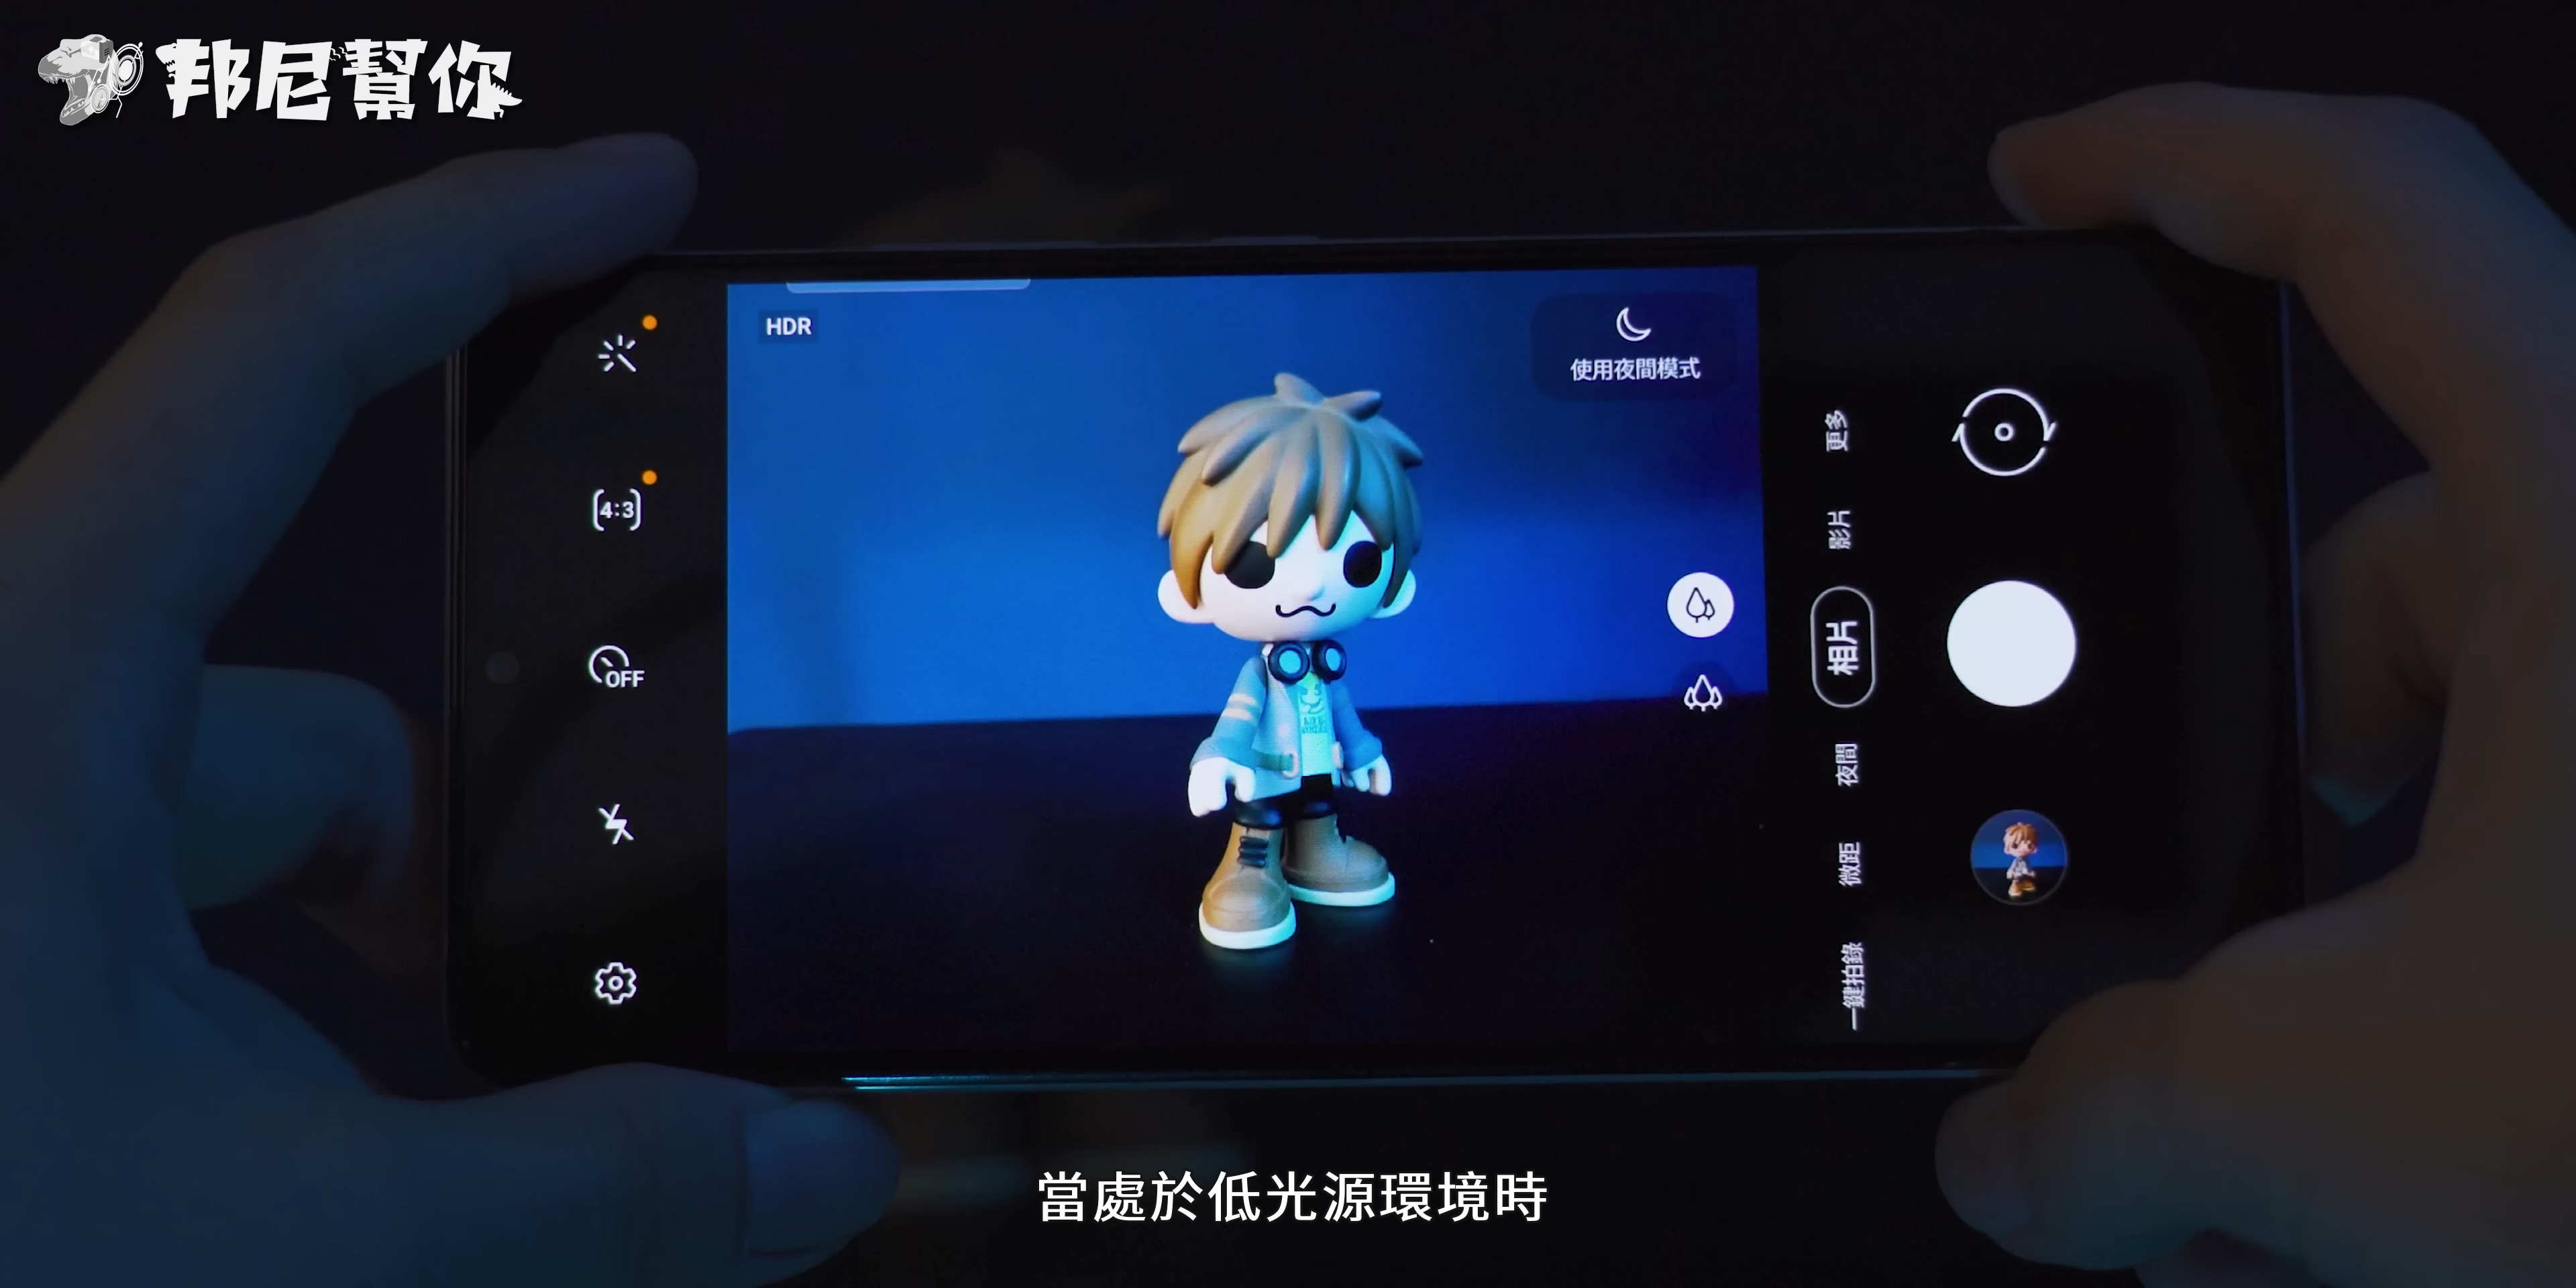 邦尼幫你
HDR
使用夜間模式
4:3
OFF
更多
影片
相片
夜間
微距
一鍵拍錄
當處於低光源環境時